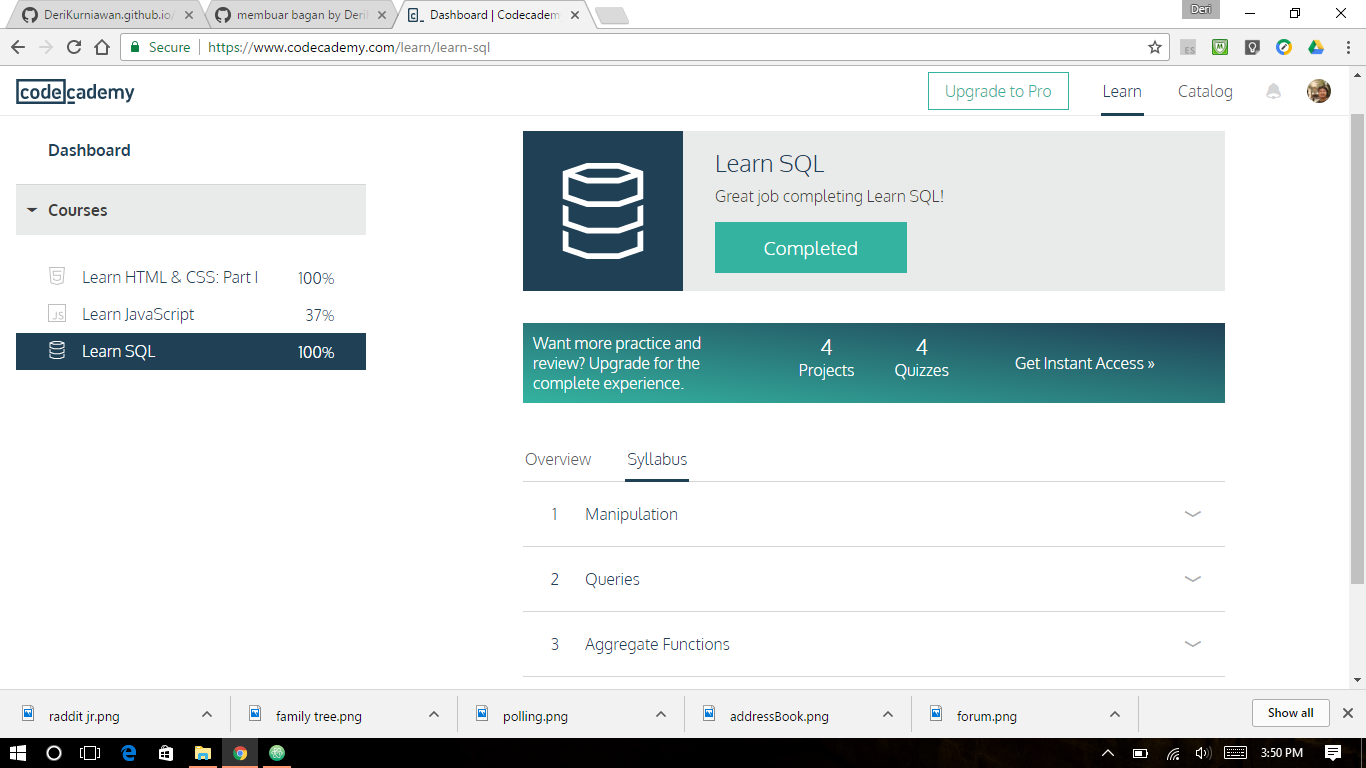 DeriKurniawan.github.io/
membuar bagan by Deri
Dashboard | Codecadem
Deri
Secure
https://www.codecademy.com/learn/learn-sql
codecademy
Upgrade to Pro
Learn
Catalog
Dashboard
Courses
Learn HTML & CSS: Part I 100%
Learn JavaScript 37%
Learn SQL 100%
Learn SQL
Great job completing Learn SQL!
Completed
Want more practice and
review? Upgrade for the
complete experience.
4
Projects
4
Quizzes
Get Instant Access »
Overview
Syllabus
1 Manipulation
2 Queries
3 Aggregate Functions
raddit jr.png
family tree.png
polling.png
addressBook.png
forum.png
Show all
3:50 PM